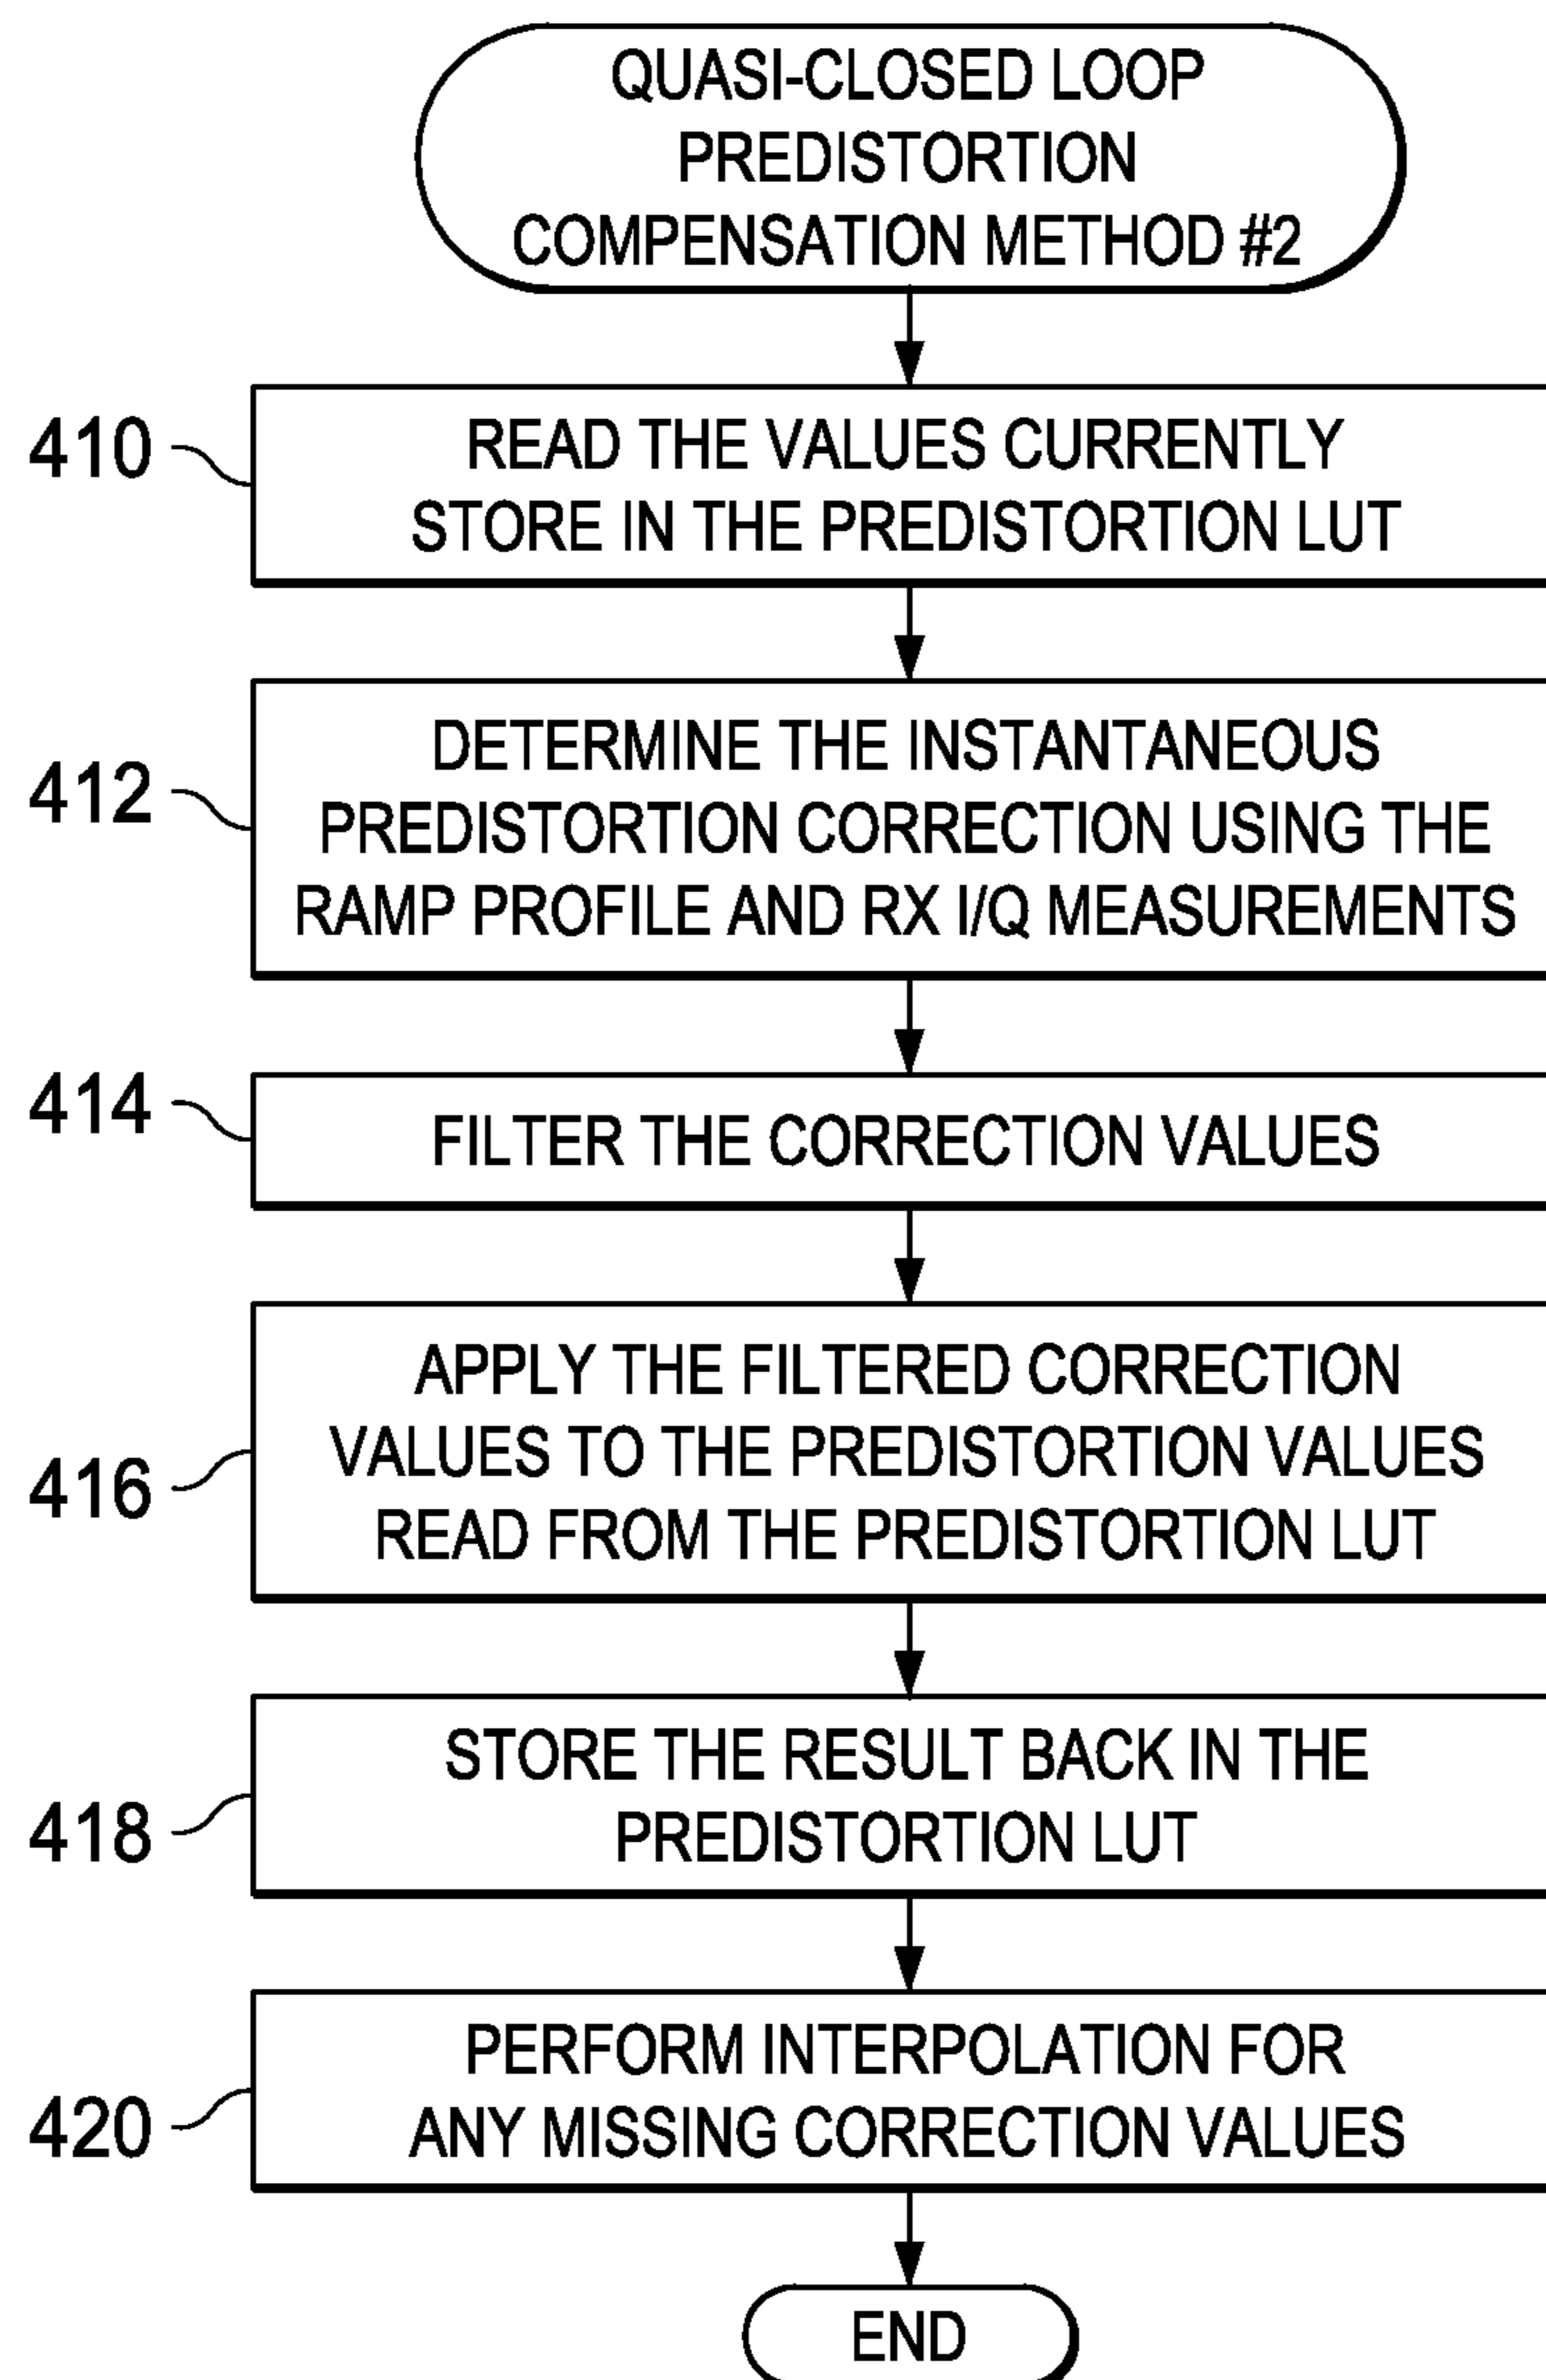 QUASI-CLOSED LOOP
PREDISTORTION
COMPENSATION METHOD #2
410
READ THE VALUES CURRENTLY
STORE IN THE PREDISTORTION LUT
412
DETERMINE THE INSTANTANEOUS
PREDISTORTION CORRECTION USING THE
RAMP PROFILE AND RX I/Q MEASUREMENTS
414
FILTER THE CORRECTION VALUES
416
APPLY THE FILTERED CORRECTION
VALUES TO THE PREDISTORTION VALUES
READ FROM THE PREDISTORTION LUT
418
STORE THE RESULT BACK IN THE
PREDISTORTION LUT
420
PERFORM INTERPOLATION FOR
ANY MISSING CORRECTION VALUES
END